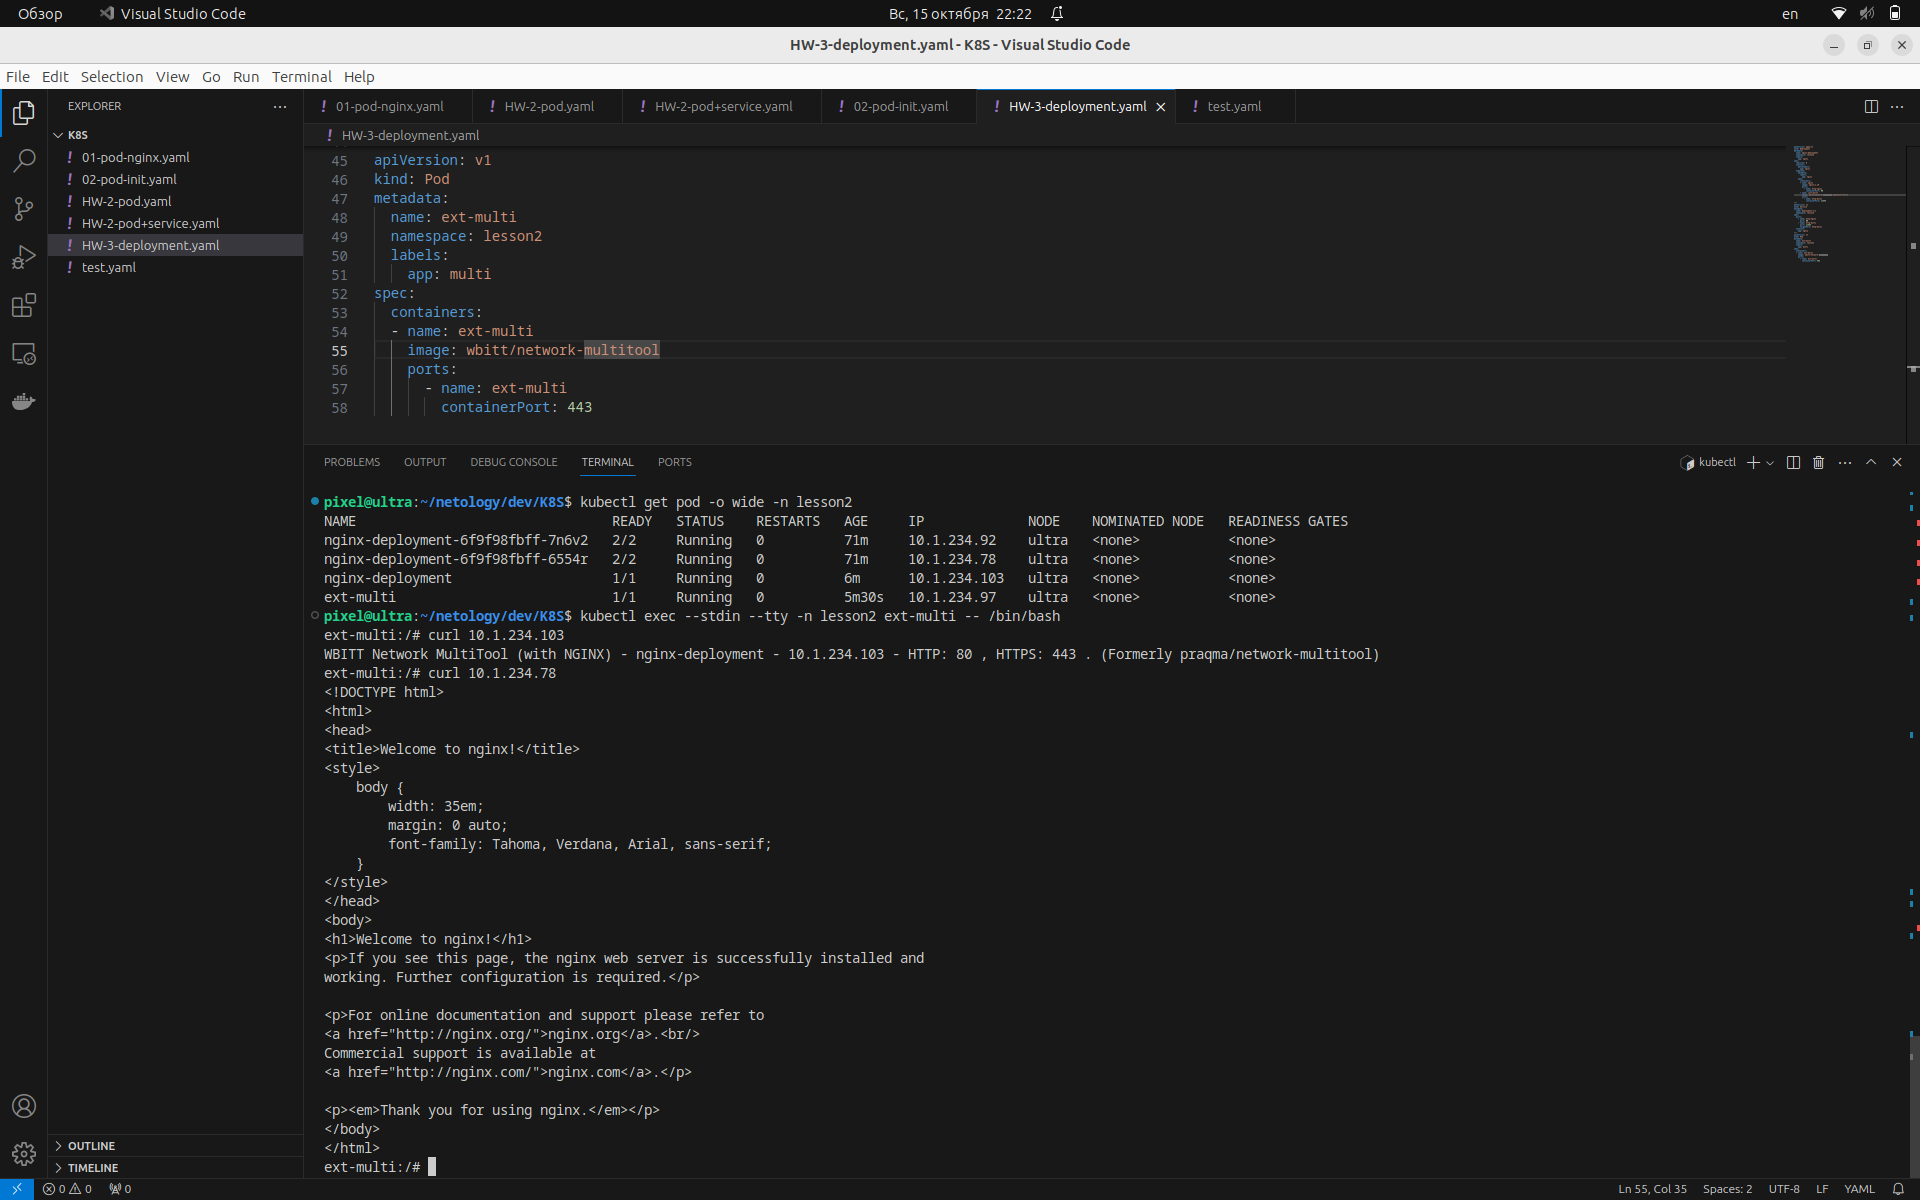 Обзор
Visual Studio Code
Вс, 15 октября 22:22
en
HW-3-deployment.yaml - K8S - Visual Studio Code
File Edit Selection View Go Run Terminal Help
EXPLORER
K8S
! 01-pod-nginx.yaml
! 02-pod-init.yaml
! HW-2-pod.yaml
! HW-2-pod+service.yaml
! HW-3-deployment.yaml
! test.yaml
OUTLINE
TIMELINE
! 01-pod-nginx.yaml ! HW-2-pod.yaml ! HW-2-pod+service.yaml ! 02-pod-init.yaml ! HW-3-deployment.yaml ! test.yaml
! HW-3-deployment.yaml
45 apiVersion: v1
46 kind: Pod
47 metadata:
48   name: ext-multi
49   namespace: lesson2
50   labels:
51     app: multi
52 spec:
53   containers:
54   - name: ext-multi
55     image: wbitt/network-multitool
56     ports:
57       - name: ext-multi
58         containerPort: 443
PROBLEMS OUTPUT DEBUG CONSOLE TERMINAL PORTS
kubectl
pixel@ultra:~/netology/dev/K8S$ kubectl get pod -o wide -n lesson2
NAME READY STATUS RESTARTS AGE IP NODE NOMINATED NODE READINESS GATES
nginx-deployment-6f9f98fbff-7n6v2 2/2 Running 0 71m 10.1.234.92 ultra <none> <none>
nginx-deployment-6f9f98fbff-6554r 2/2 Running 0 71m 10.1.234.78 ultra <none> <none>
nginx-deployment 1/1 Running 0 6m 10.1.234.103 ultra <none> <none>
ext-multi 1/1 Running 0 5m30s 10.1.234.97 ultra <none> <none>
pixel@ultra:~/netology/dev/K8S$ kubectl exec --stdin --tty -n lesson2 ext-multi -- /bin/bash
ext-multi:/# curl 10.1.234.103
WBITT Network MultiTool (with NGINX) - nginx-deployment - 10.1.234.103 - HTTP: 80 , HTTPS: 443 . (Formerly praqma/network-multitool)
ext-multi:/# curl 10.1.234.78
<!DOCTYPE html>
<html>
<head>
<title>Welcome to nginx!</title>
<style>
    body {
        width: 35em;
        margin: 0 auto;
        font-family: Tahoma, Verdana, Arial, sans-serif;
    }
</style>
</head>
<body>
<h1>Welcome to nginx!</h1>
<p>If you see this page, the nginx web server is successfully installed and
working. Further configuration is required.</p>
<p>For online documentation and support please refer to
<a href="http://nginx.org/">nginx.org</a>.<br/>
Commercial support is available at
<a href="http://nginx.com/">nginx.com</a>.</p>
<p><em>Thank you for using nginx.</em></p>
</body>
</html>
ext-multi:/#
0 0 0
Ln 55, Col 35 Spaces: 2 UTF-8 LF YAML